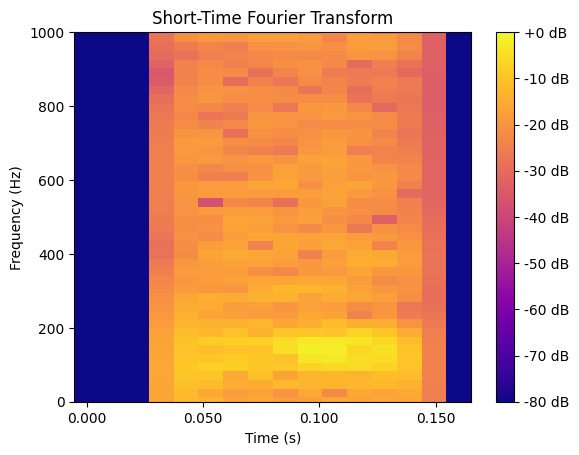 Short-Time Fourier Transform
1000
800
600
400
200
0
Frequency (Hz)
0.000
0.050
0.100
0.150
Time (s)
+0 dB
-10 dB
-20 dB
-30 dB
-40 dB
-50 dB
-60 dB
-70 dB
-80 dB